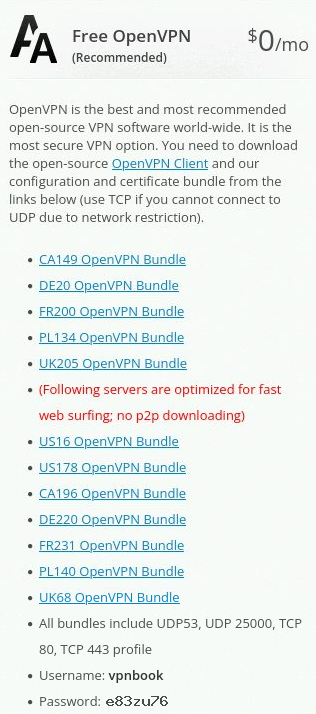 AA
Free OpenVPN
$0/mo
(Recommended)
OpenVPN is the best and most recommended
open-source VPN software world-wide. It is the
most secure VPN option. You need to download
the open-source OpenVPN Client and our
configuration and certificate bundle from the
links below (use TCP if you cannot connect to
UDP due to network restriction).
• CA149 OpenVPN Bundle
• DE20 OpenVPN Bundle
• FR200 OpenVPN Bundle
• PL134 OpenVPN Bundle
• UK205 OpenVPN Bundle
• (Following servers are optimized for fast
web surfing; no p2p downloading)
• US16 OpenVPN Bundle
• US178 OpenVPN Bundle
• CA196 OpenVPN Bundle
• DE220 OpenVPN Bundle
• FR231 OpenVPN Bundle
• PL140 OpenVPN Bundle
• UK68 OpenVPN Bundle
• All bundles include UDP53, UDP 25000, TCP
80, TCP 443 profile
• Username: vpnbook
• Password: e83zu76